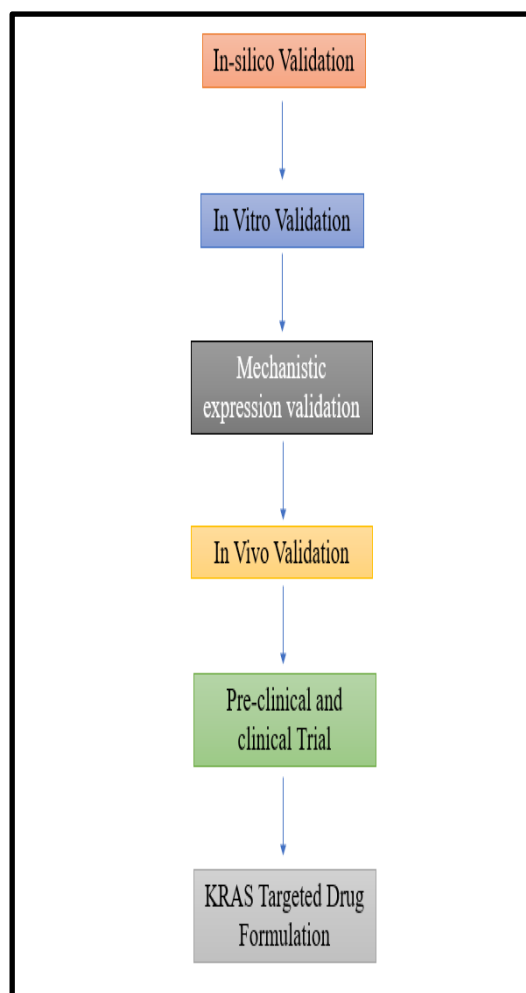 In-silico Validation
In Vitro Validation
Mechanistic
expression validation
In Vivo Validation
Pre-clinical and
clinical Trial
KRAS Targeted Drug
Formulation